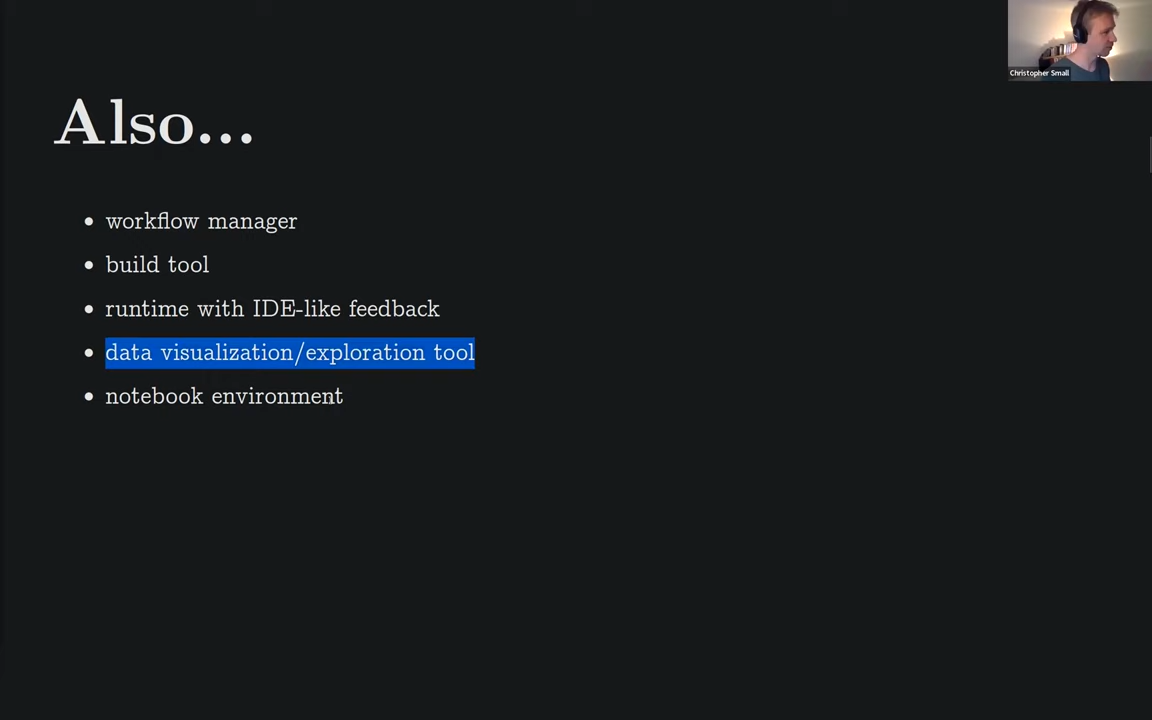 Also...
workflow manager
build tool
runtime with IDE-like feedback
data visualization/exploration tool
notebook environment
Christopher Small